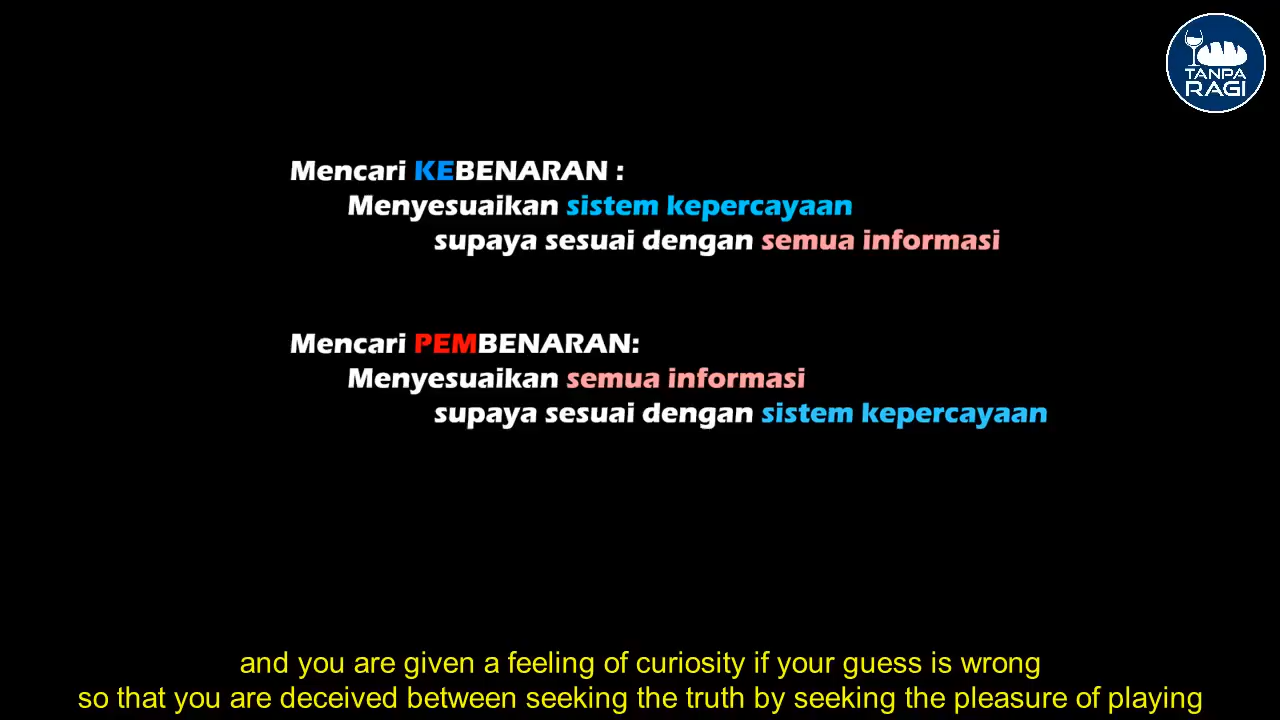 TANPA
RAGI
Mencari KEBENARAN :
Menyesuaikan sistem kepercayaan
supaya sesuai dengan semua informasi
Mencari PEMBENARAN:
Menyesuaikan semua informasi
supaya sesuai dengan sistem kepercayaan
and you are given a feeling of curiosity if your guess is wrong
so that you are deceived between seeking the truth by seeking the pleasure of playing